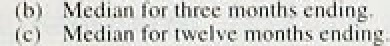 (b) Median for three months ending.
(c) Median for twelve months ending.